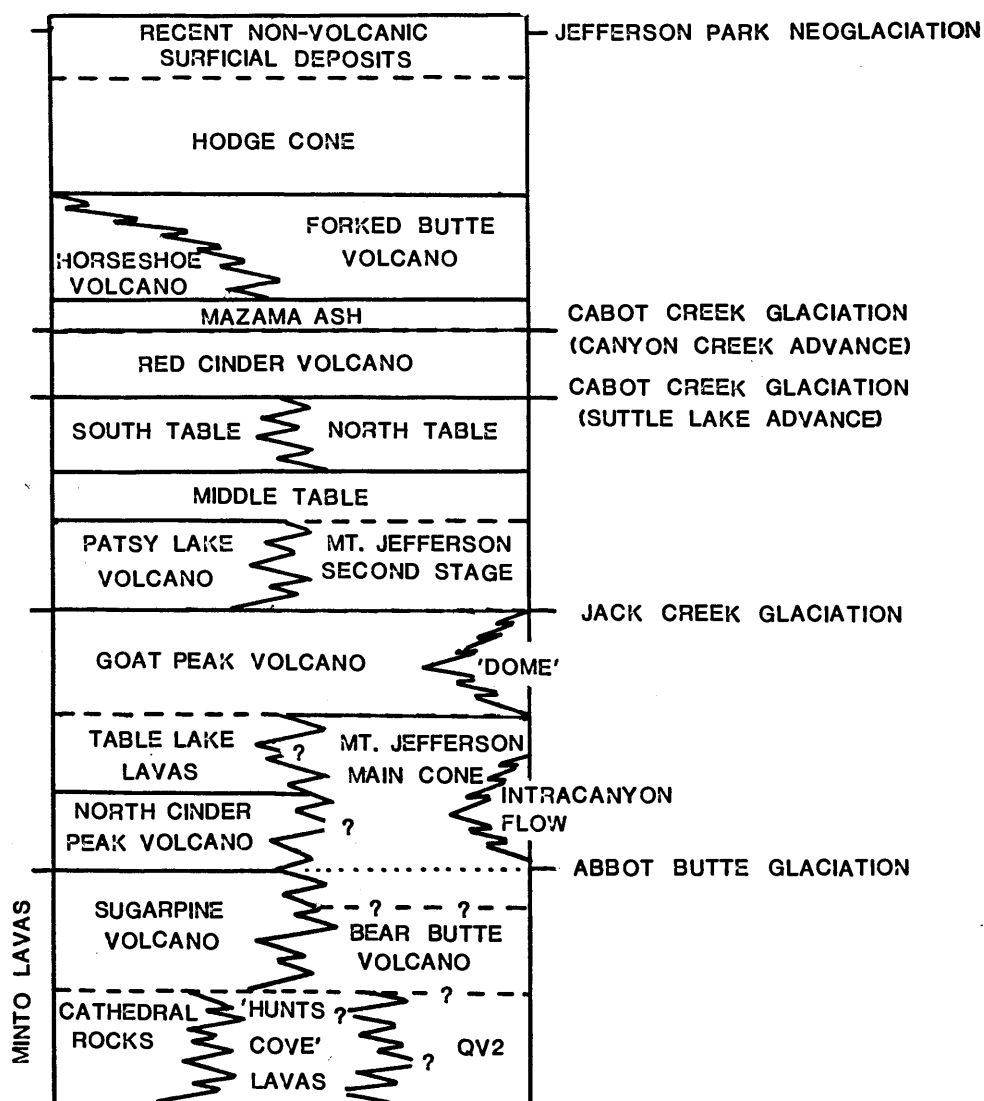 RECENT NON-VOLCANIC
SURFICIAL DEPOSITS
JEFFERSON PARK NEOGLACIATION
HODGE CONE
FORKED BUTTE
VOLCANO
HORSESHOE
VOLCANO
MAZAMA ASH
CABOT CREEK GLACIATION
(CANYON CREEK ADVANCE)
RED CINDER VOLCANO
CABOT CREEK GLACIATION
(SUTTLE LAKE ADVANCE)
SOUTH TABLE
NORTH TABLE
MIDDLE TABLE
PATSY LAKE
VOLCANO
MT. JEFFERSON
SECOND STAGE
JACK CREEK GLACIATION
GOAT PEAK VOLCANO
'DOME'
TABLE LAKE
LAVAS
?
MT. JEFFERSON
MAIN CONE
INTRACANYON
FLOW
NORTH CINDER
PEAK VOLCANO
?
ABBOT BUTTE GLACIATION
MINTO LAVAS
SUGARPINE
VOLCANO
? ?
BEAR BUTTE
VOLCANO
?
CATHEDRAL
ROCKS
'HUNTS
COVE'
LAVAS
?
QV2
?